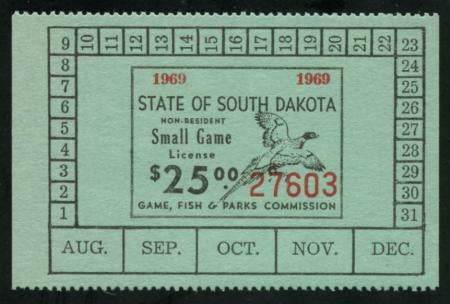 9 10 11 12 13 14 15 16 17 18 19 20 21 22 23
8 24
7 25
6 26
5 27
4 28
3 29
2 30
1 31
1969 1969
STATE OF SOUTH DAKOTA
NON-RESIDENT
Small Game
License
$25.00
27603
GAME, FISH & PARKS COMMISSION
AUG. SEP. OCT. NOV. DEC.